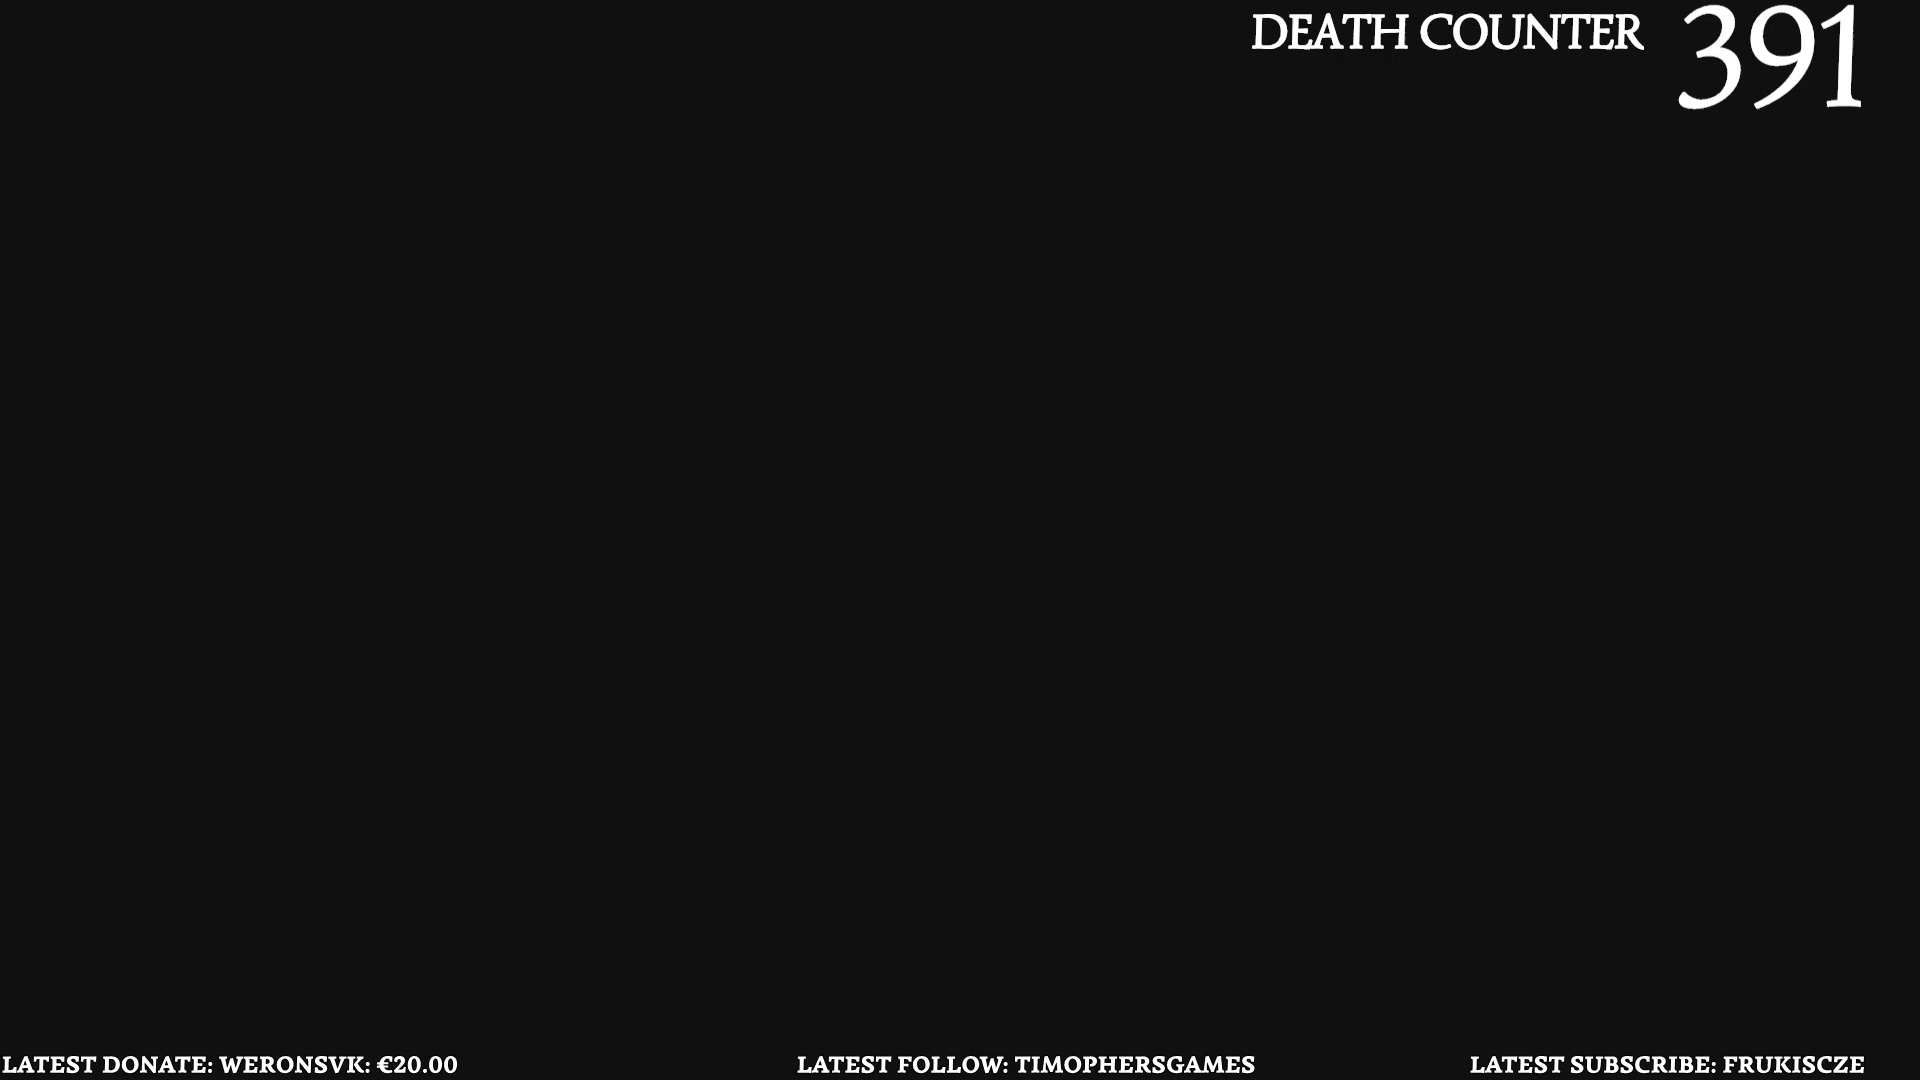 DEATH COUNTER 391
LATEST DONATE: WERONSVK: €20.00
LATEST FOLLOW: TIMOPHERSGAMES
LATEST SUBSCRIBE: FRUKISCZE